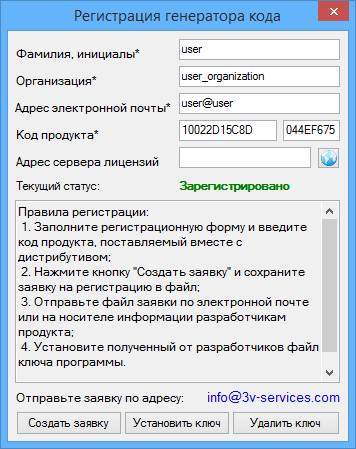 Регистрация генератора кода
Фамилия, инициалы* user
Организация* user_organization
Адрес электронной почты* user@user
Код продукта* 10022D15C8D 044EF675
Адрес сервера лицензий
Текущий статус: Зарегистрировано
Правила регистрации:
1. Заполните регистрационную форму и введите
код продукта, поставляемый вместе с
дистрибутивом;
2. Нажмите кнопку "Создать заявку" и сохраните
заявку на регистрацию в файл;
3. Отправьте файл заявки по электронной почте
или на носителе информации разработчикам
продукта;
4. Установите полученный от разработчиков файл
ключа программы.
Отправьте заявку по адресу: info@3v-services.com
Создать заявку Установить ключ Удалить ключ